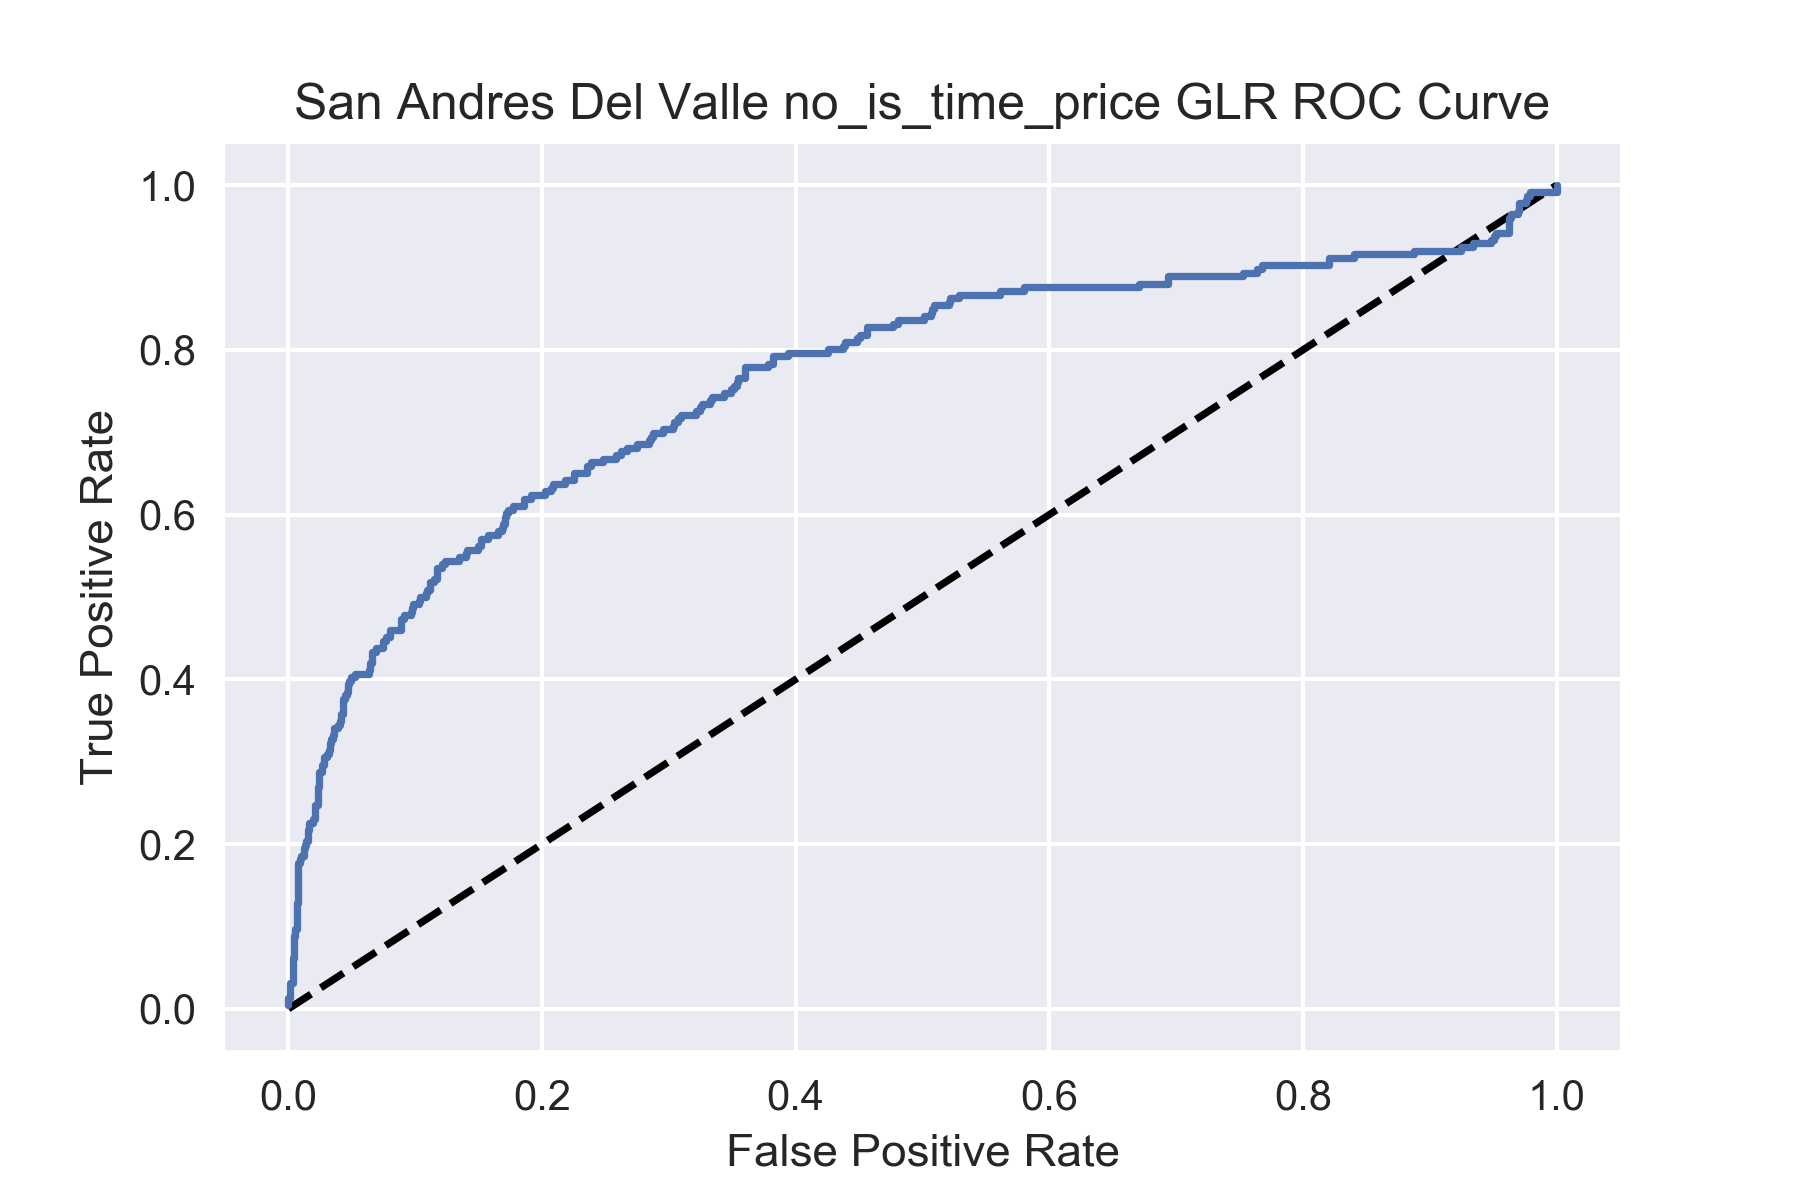 San Andres Del Valle no_is_time_price GLR ROC Curve
1.0
0.8
0.6
0.4
0.2
0.0
True Positive Rate
0.0 0.2 0.4 0.6 0.8 1.0
False Positive Rate